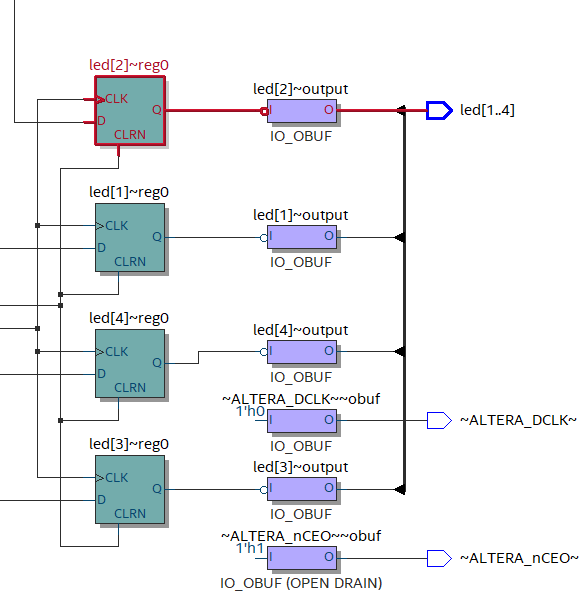 led[2]~reg0
CLK
D
Q
CLRN
led[2]~output
I
O
IO_OBUF
led[1..4]
led[1]~reg0
CLK
D
Q
CLRN
led[1]~output
I
O
IO_OBUF
led[4]~reg0
CLK
D
Q
CLRN
led[4]~output
I
O
IO_OBUF
~ALTERA_DCLK~~obuf
1'h0
I
O
IO_OBUF
~ALTERA_DCLK~
led[3]~reg0
CLK
D
Q
CLRN
led[3]~output
I
O
IO_OBUF
~ALTERA_nCEO~~obuf
1'h1
I
O
IO_OBUF (OPEN DRAIN)
~ALTERA_nCEO~